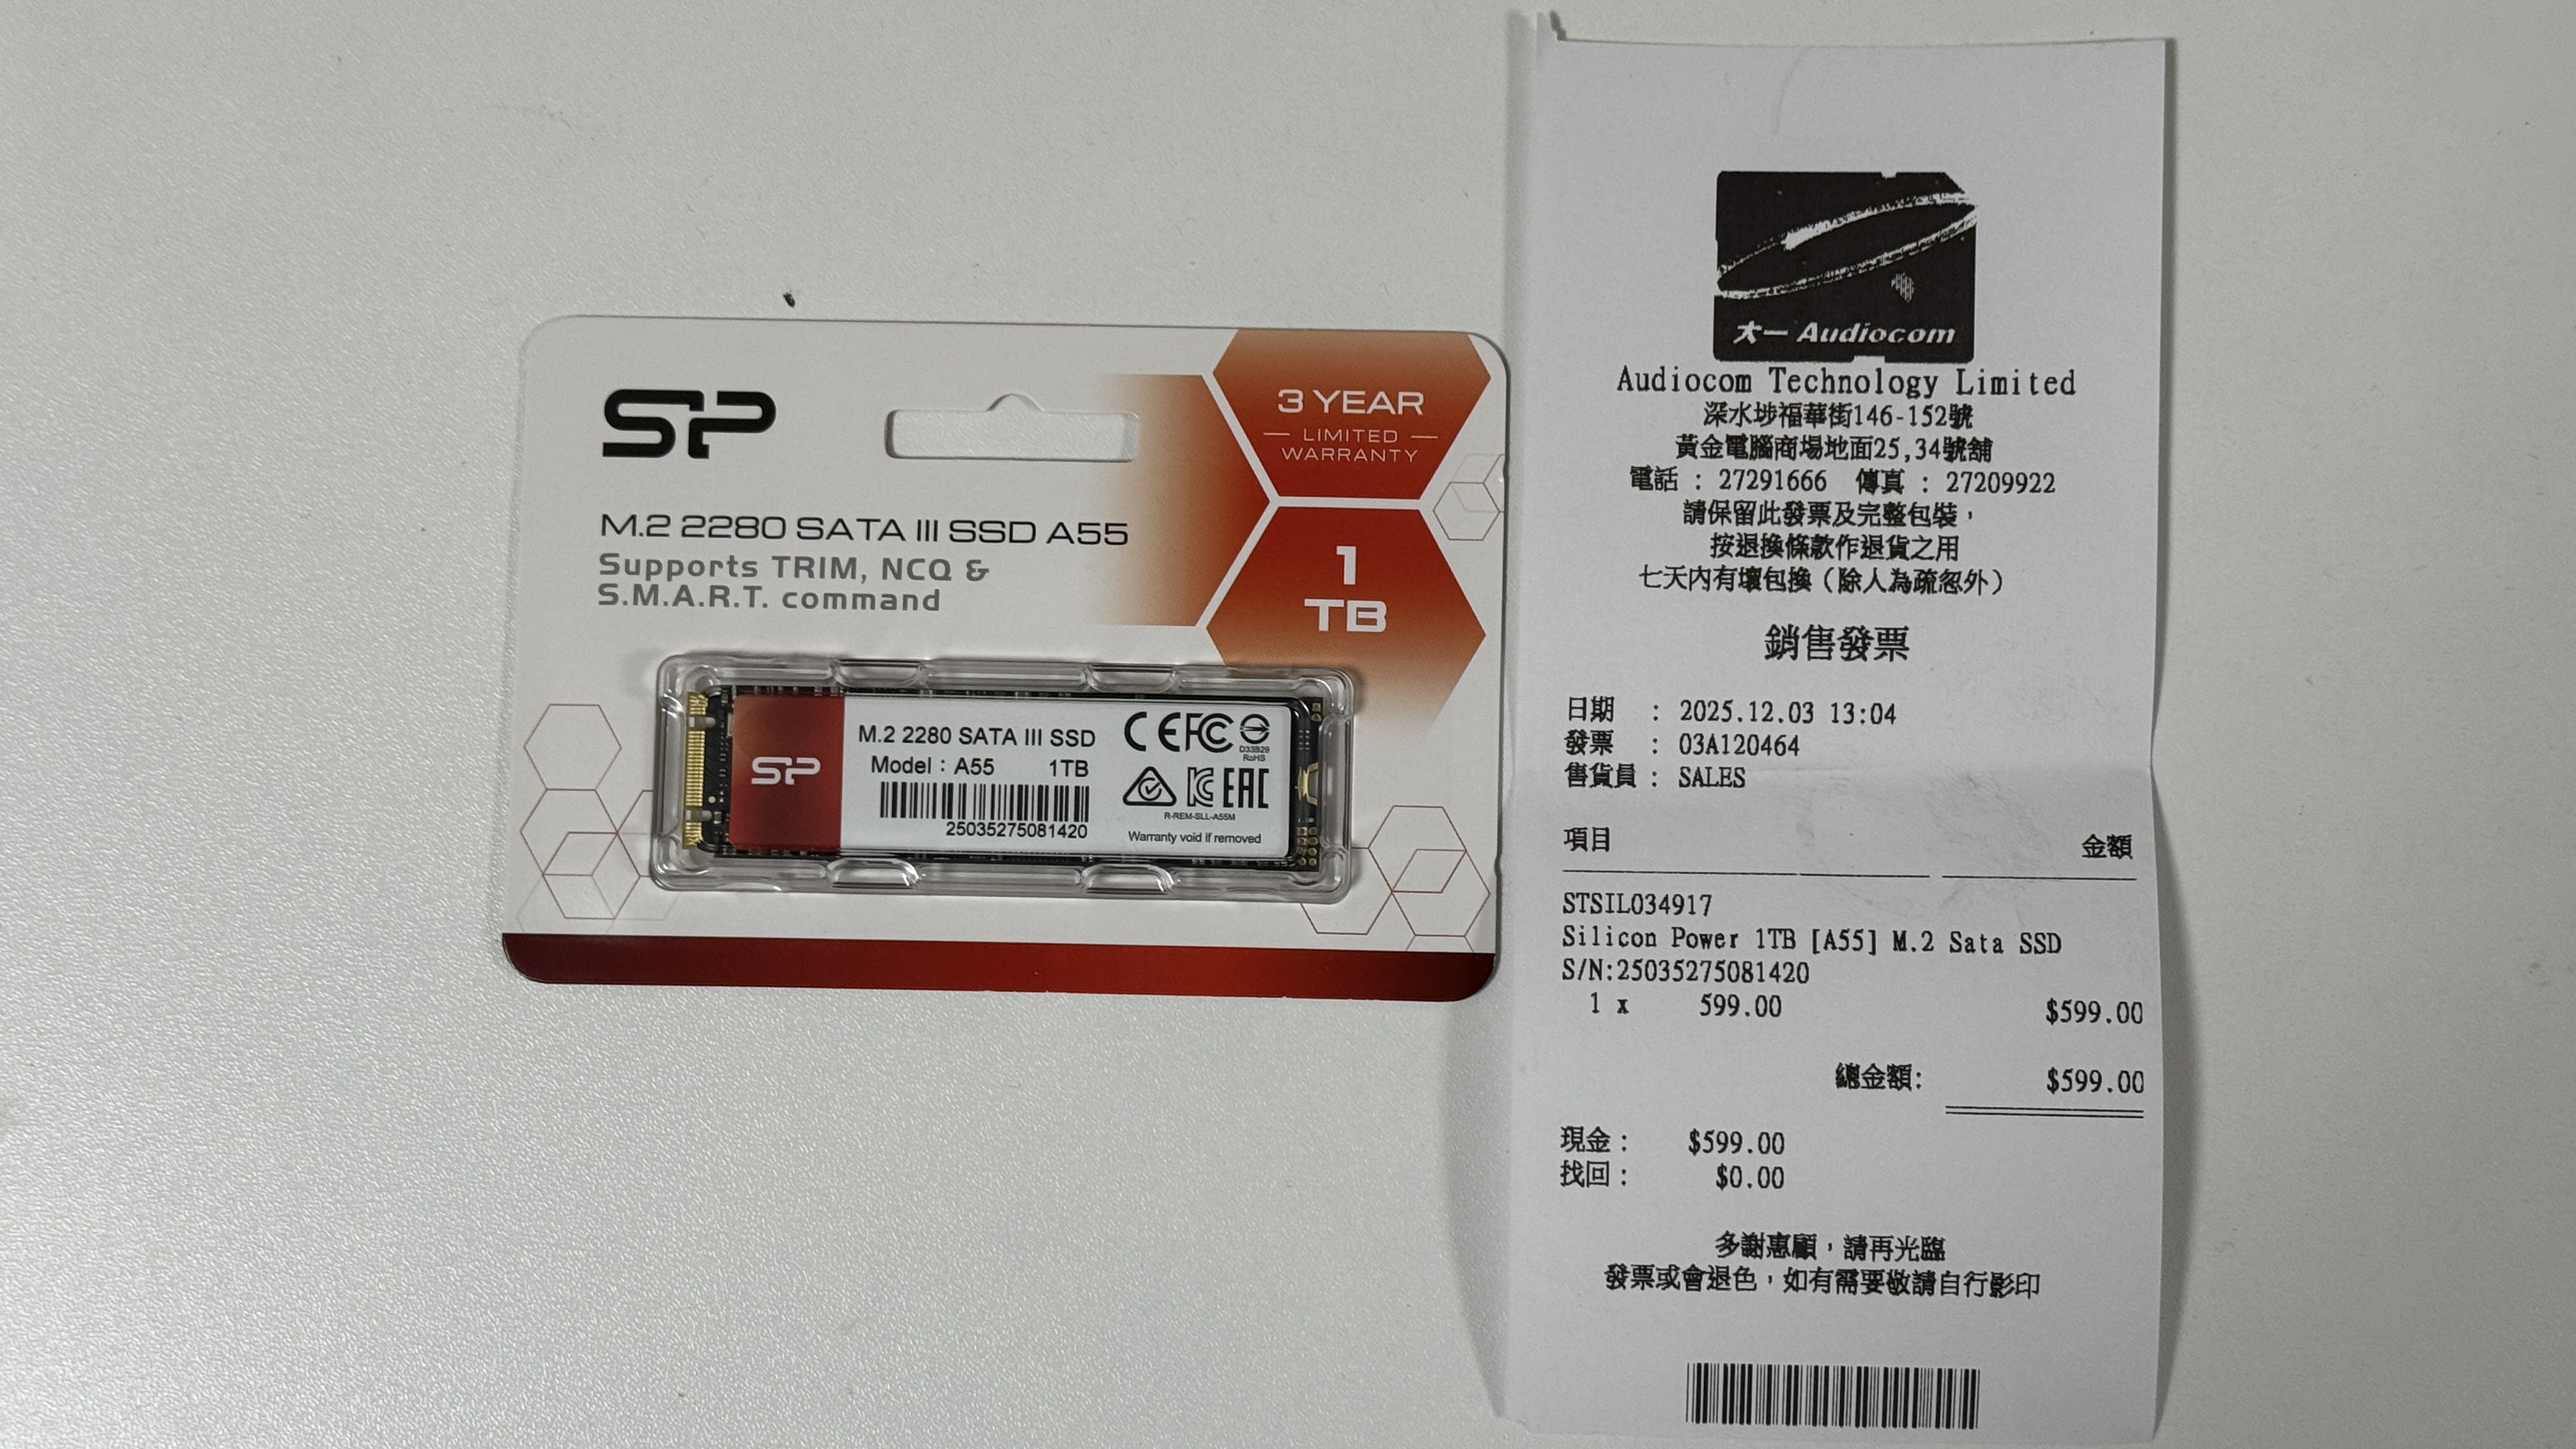 SP
3 YEAR
LIMITED
WARRANTY
M.2 2280 SATA III SSD A55
Supports TRIM, NCQ &
S.M.A.R.T. command
1
TB
SP
M.2 2280 SATA III SSD
Model : A55 1TB
25035275081420
CE FC
D33B29
RoHS
EAC
R-REM-SLL-A55M
Warranty void if removed
大一 Audiocom
Audiocom Technology Limited
深水埗福華街146-152號
黃金電腦商場地面25,34號舖
電話 : 27291666 傳真 : 27209922
請保留此發票及完整包裝，
按退換條款作退貨之用
七天內有壞包換（除人為疏忽外）
銷售發票
日期 : 2025.12.03 13:04
發票 : 03A120464
售貨員 : SALES
項目 金額
STSIL034917
Silicon Power 1TB [A55] M.2 Sata SSD
S/N:25035275081420
1 x 599.00 $599.00
總金額: $599.00
現金 : $599.00
找回 : $0.00
多謝惠顧，請再光臨
發票或會退色，如有需要敬請自行影印